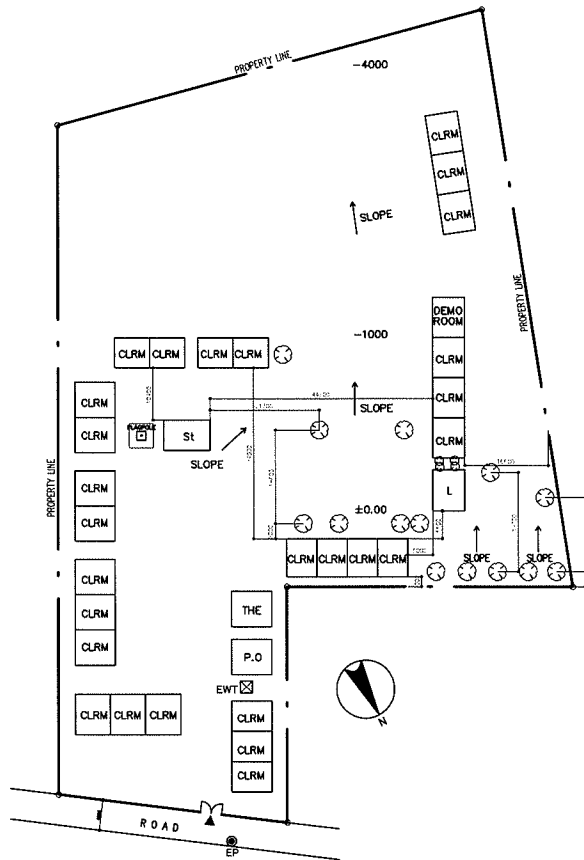 PROPERTY LINE
-4000
CLRM
CLRM
CLRM
SLOPE
PROPERTY LINE
DEMO
ROOM
-1000
CLRM CLRM
CLRM CLRM
CLRM
CLRM
SLOPE
CLRM
CLRM
CLRM
FLAGPOLE
St
SLOPE
CLRM
PROPERTY LINE
CLRM
CLRM
L
±0.00
SLOPE
SLOPE
CLRM CLRM CLRM CLRM
CLRM
CLRM
CLRM
THE
P.O
EWT
CLRM CLRM CLRM
CLRM
CLRM
CLRM
N
ROAD
EP